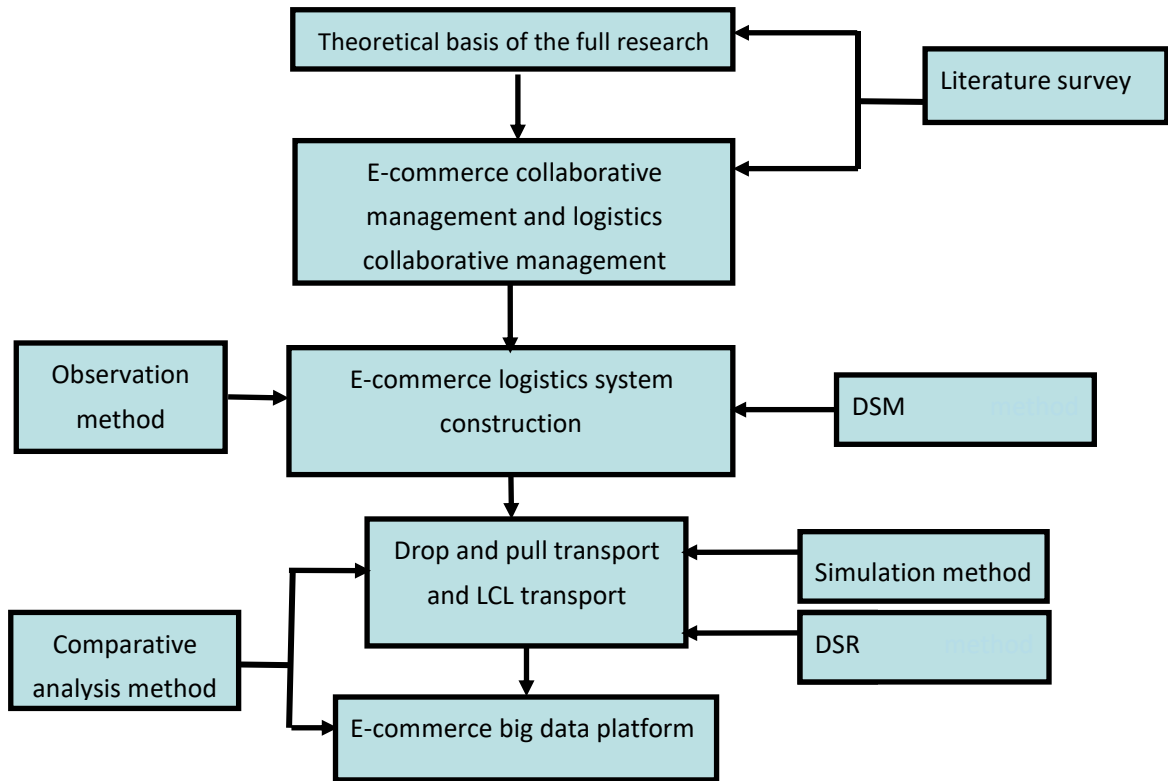 Theoretical basis of the full research
Literature survey
E-commerce collaborative
management and logistics
collaborative management
Observation
method
E-commerce logistics system
construction
DSM method
Drop and pull transport
and LCL transport
Simulation method
Comparative
analysis method
DSR method
E-commerce big data platform